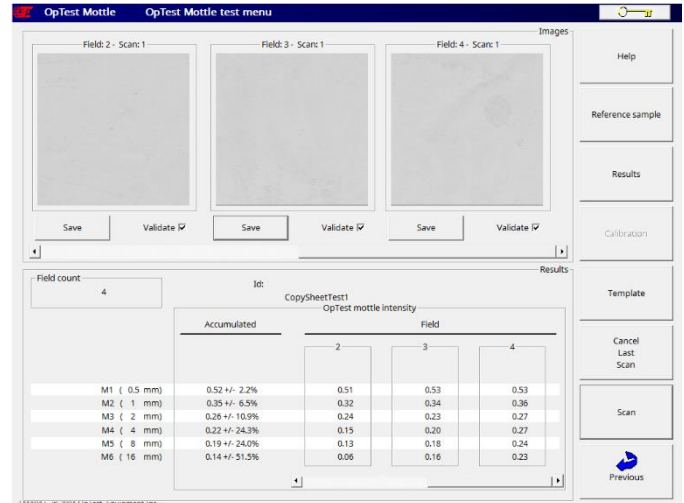 OpTest Mottle OpTest Mottle test menu
Images
Field: 2 - Scan: 1 Field: 3 - Scan: 1 Field: 4 - Scan: 1
Save Validate Save Validate Save Validate
Results
Field count
4
Id:
CopySheetTest1
OpTest mottle intensity
Accumulated Field
2 3 4
M1 ( 0.5 mm) 0.52 +/- 2.2% 0.51 0.53 0.53
M2 ( 1 mm) 0.35 +/- 6.5% 0.32 0.34 0.36
M3 ( 2 mm) 0.26 +/- 10.9% 0.24 0.23 0.27
M4 ( 4 mm) 0.22 +/- 24.3% 0.15 0.20 0.27
M5 ( 8 mm) 0.19 +/- 24.0% 0.13 0.18 0.24
M6 ( 16 mm) 0.14 +/- 51.5% 0.06 0.16 0.23
Help
Reference sample
Results
Calibration
Template
Cancel
Last
Scan
Scan
Previous